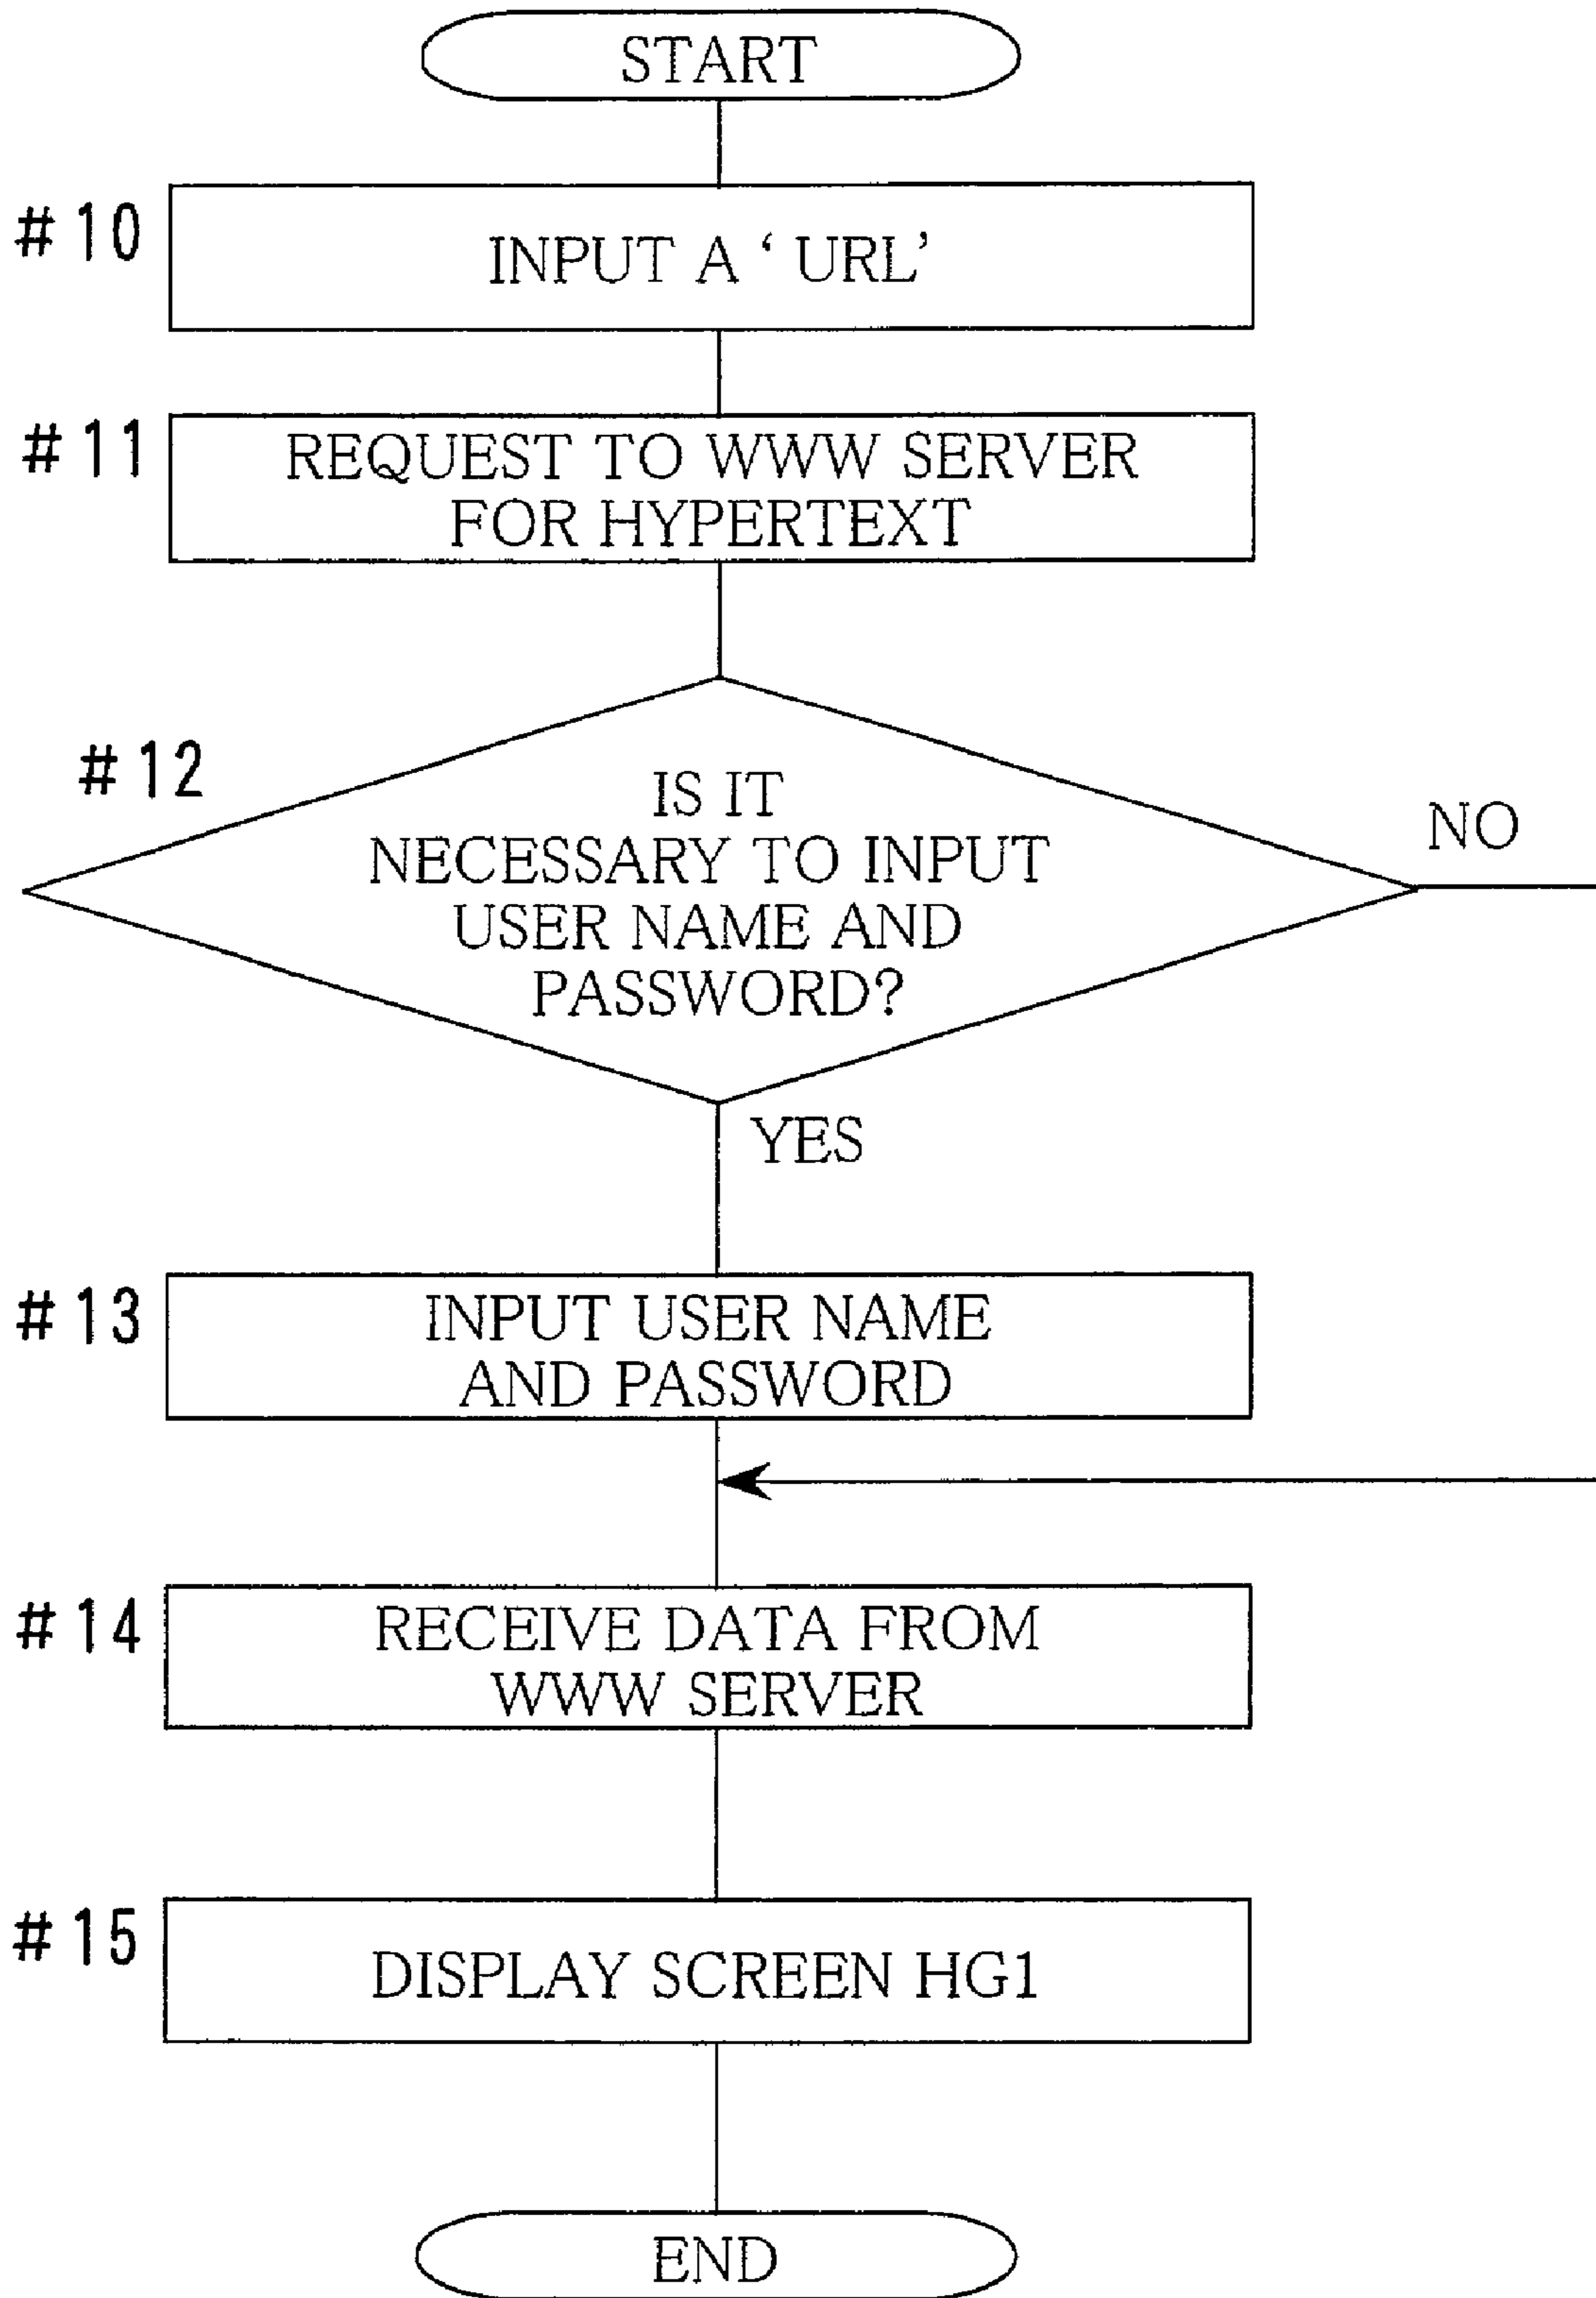 START
#10
INPUT A ‘ URL’
#11
REQUEST TO WWW SERVER
FOR HYPERTEXT
#12
IS IT
NECESSARY TO INPUT
USER NAME AND
PASSWORD?
NO
YES
#13
INPUT USER NAME
AND PASSWORD
#14
RECEIVE DATA FROM
WWW SERVER
#15
DISPLAY SCREEN HG1
END